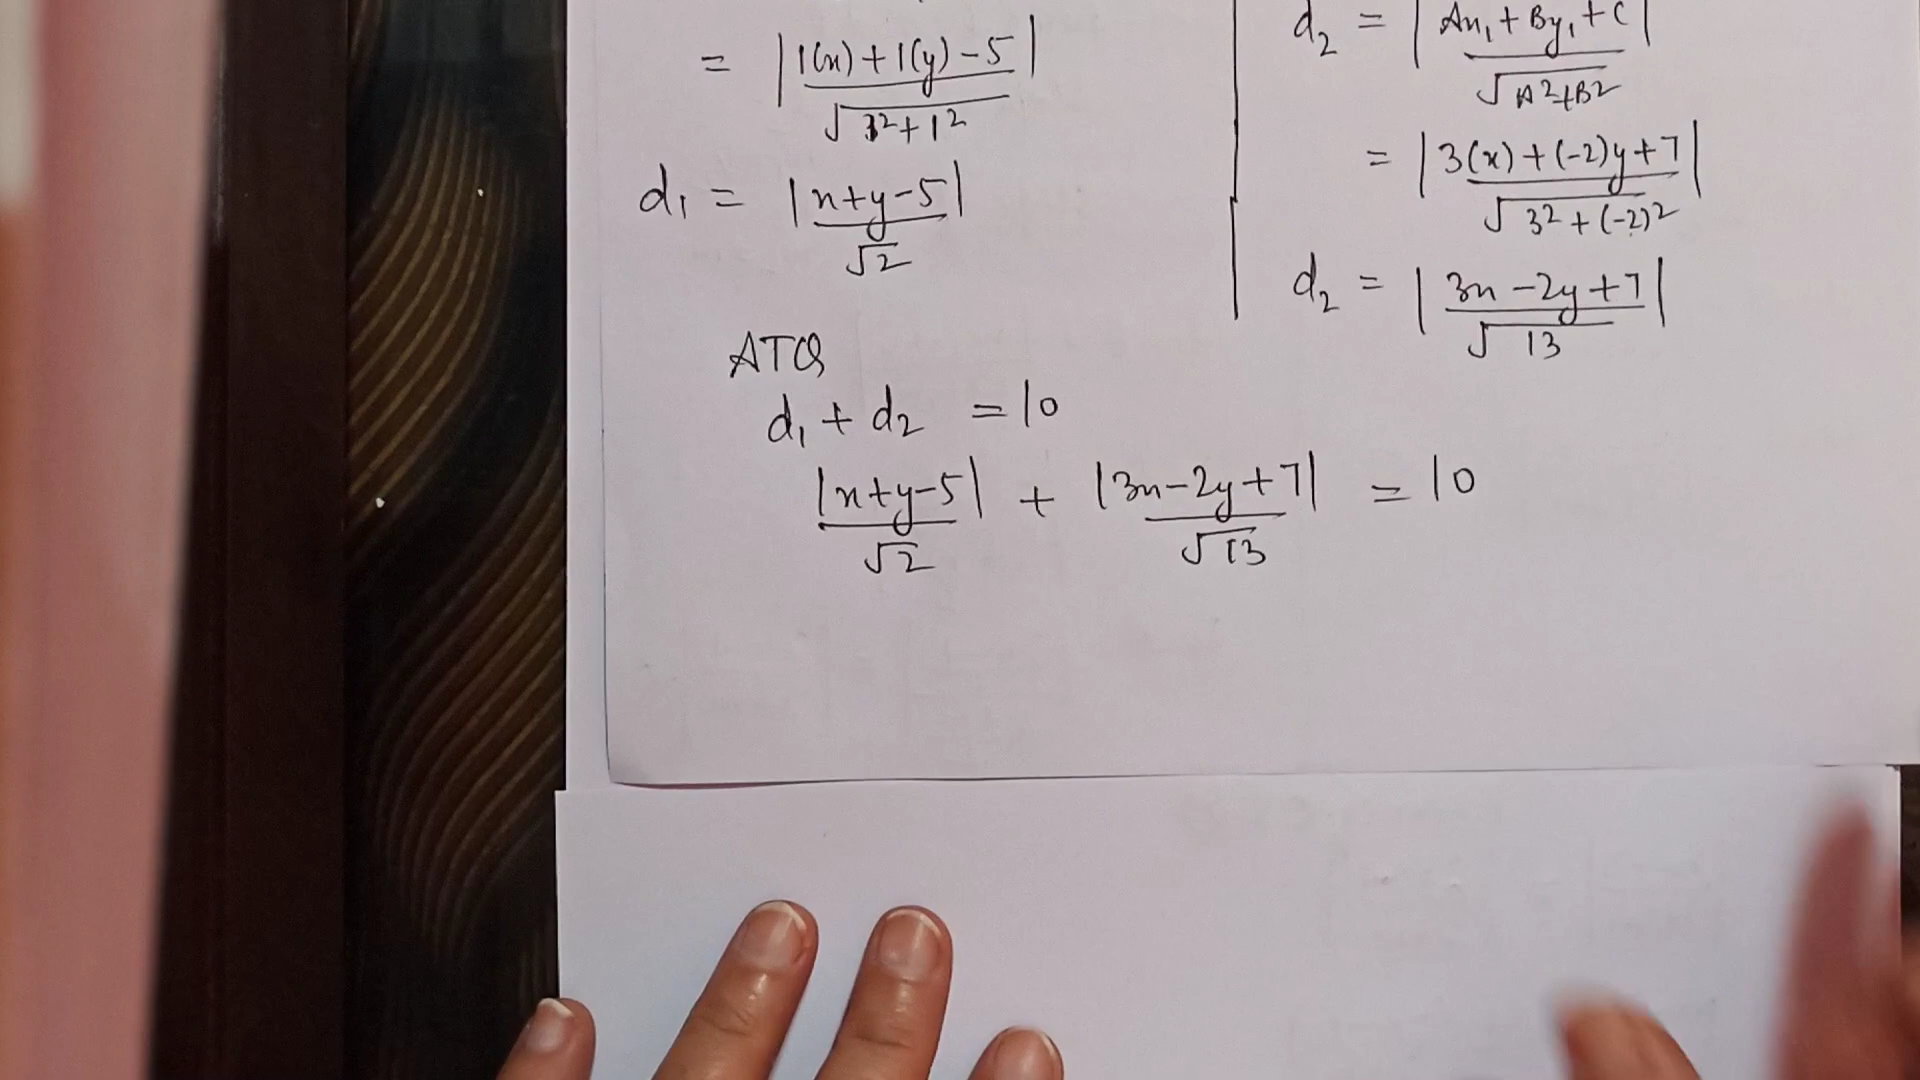 = |1(x)+1(y)-5| / √1²+1²
d₁ = |x+y-5| / √2
d₂ = |Ax₁+By₁+C| / √A²+B²
= |3(x)+(-2)y+7| / √3²+(-2)²
d₂ = |3x-2y+7| / √13
ATQ
d₁ + d₂ = 10
|x+y-5| / √2 + |3x-2y+7| / √13 = 10